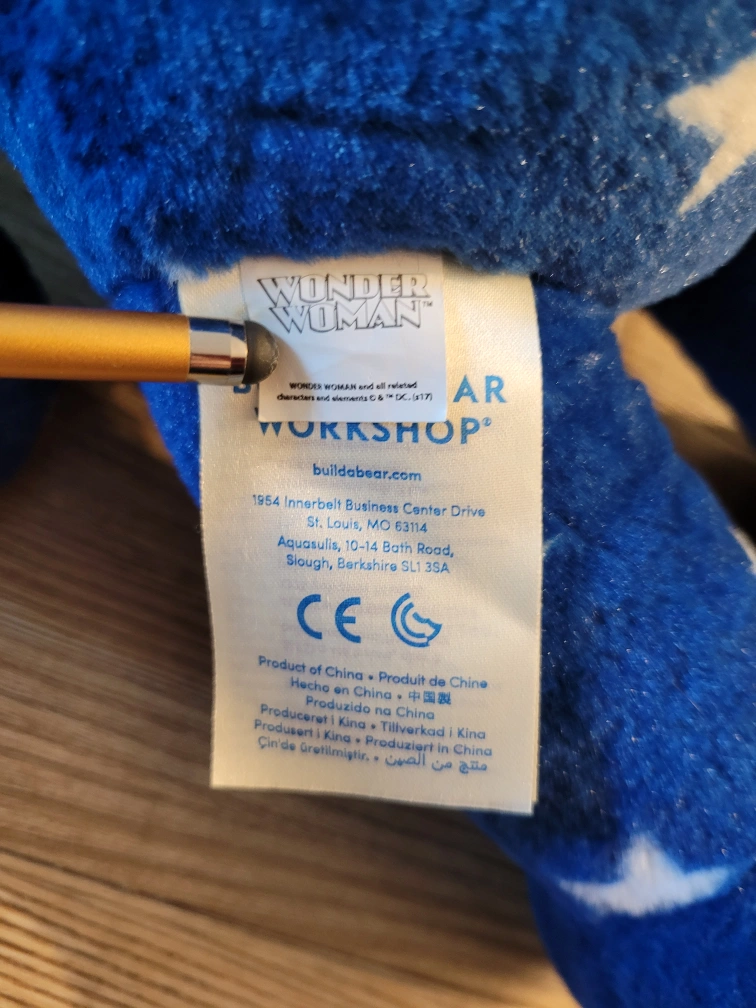 WONDER
WOMAN™
WONDER WOMAN and all related
characters and elements © & ™ DC. (s17)
AR
WORKSHOP®
buildabear.com
1954 Innerbelt Business Center Drive
St. Louis, MO 63114
Aquasulis, 10-14 Bath Road,
Slough, Berkshire SL1 3SA
CE
Product of China • Produit de Chine
Hecho en China • 中国製
Produzido na China
Produceret i Kina • Tillverkad i Kina
Produsert i Kina • Produziert in China
Çin'de üretilmiştir. • منتج من الصين